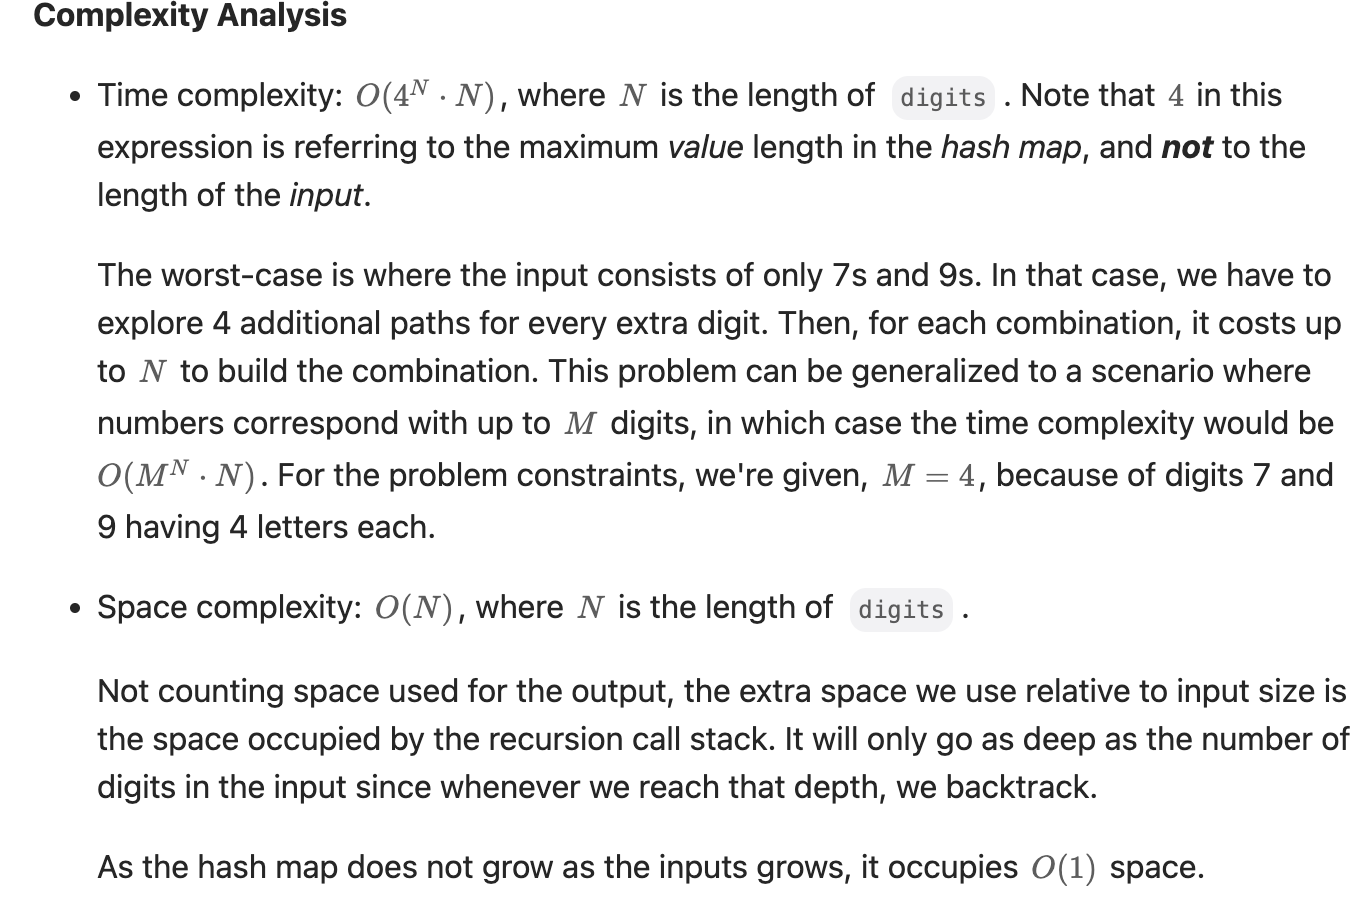 Complexity Analysis
• Time complexity: O(4^N · N), where N is the length of digits . Note that 4 in this
expression is referring to the maximum value length in the hash map, and not to the
length of the input.
The worst-case is where the input consists of only 7s and 9s. In that case, we have to
explore 4 additional paths for every extra digit. Then, for each combination, it costs up
to N to build the combination. This problem can be generalized to a scenario where
numbers correspond with up to M digits, in which case the time complexity would be
O(M^N · N). For the problem constraints, we're given, M = 4, because of digits 7 and
9 having 4 letters each.
• Space complexity: O(N), where N is the length of digits .
Not counting space used for the output, the extra space we use relative to input size is
the space occupied by the recursion call stack. It will only go as deep as the number of
digits in the input since whenever we reach that depth, we backtrack.
As the hash map does not grow as the inputs grows, it occupies O(1) space.